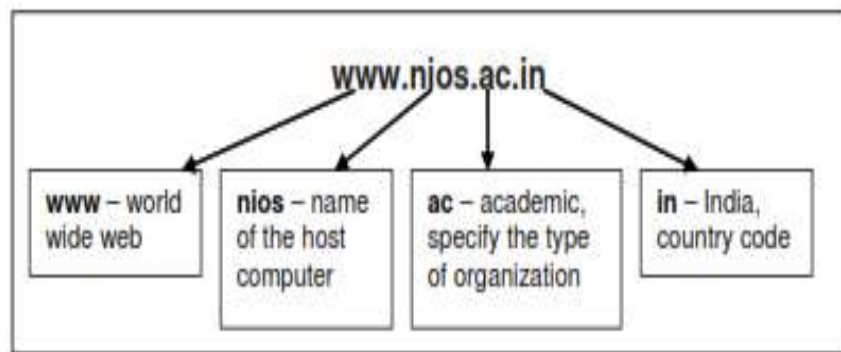 www.nios.ac.in
www – world
wide web
nios – name
of the host
computer
ac – academic,
specify the type
of organization
in – India,
country code